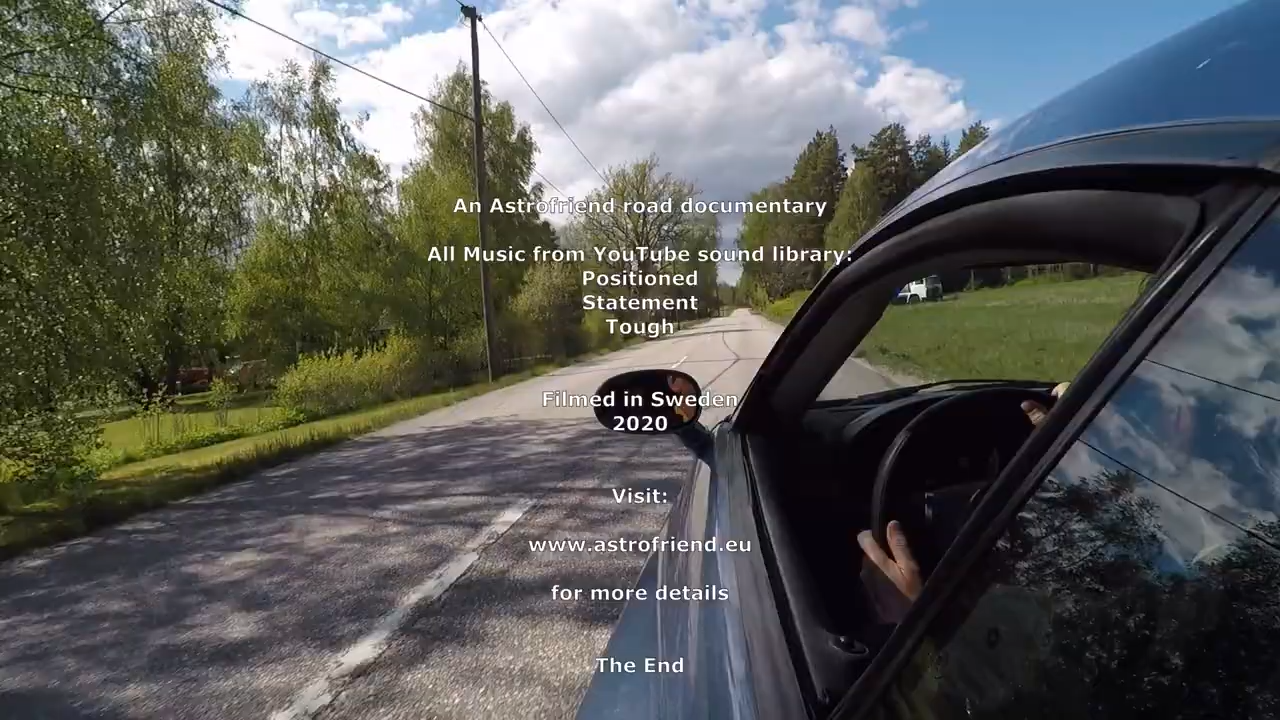 An Astrofriend road documentary
All Music from YouTube sound library:
Positioned
Statement
Tough
Filmed in Sweden
2020
Visit:
www.astrofriend.eu
for more details
The End